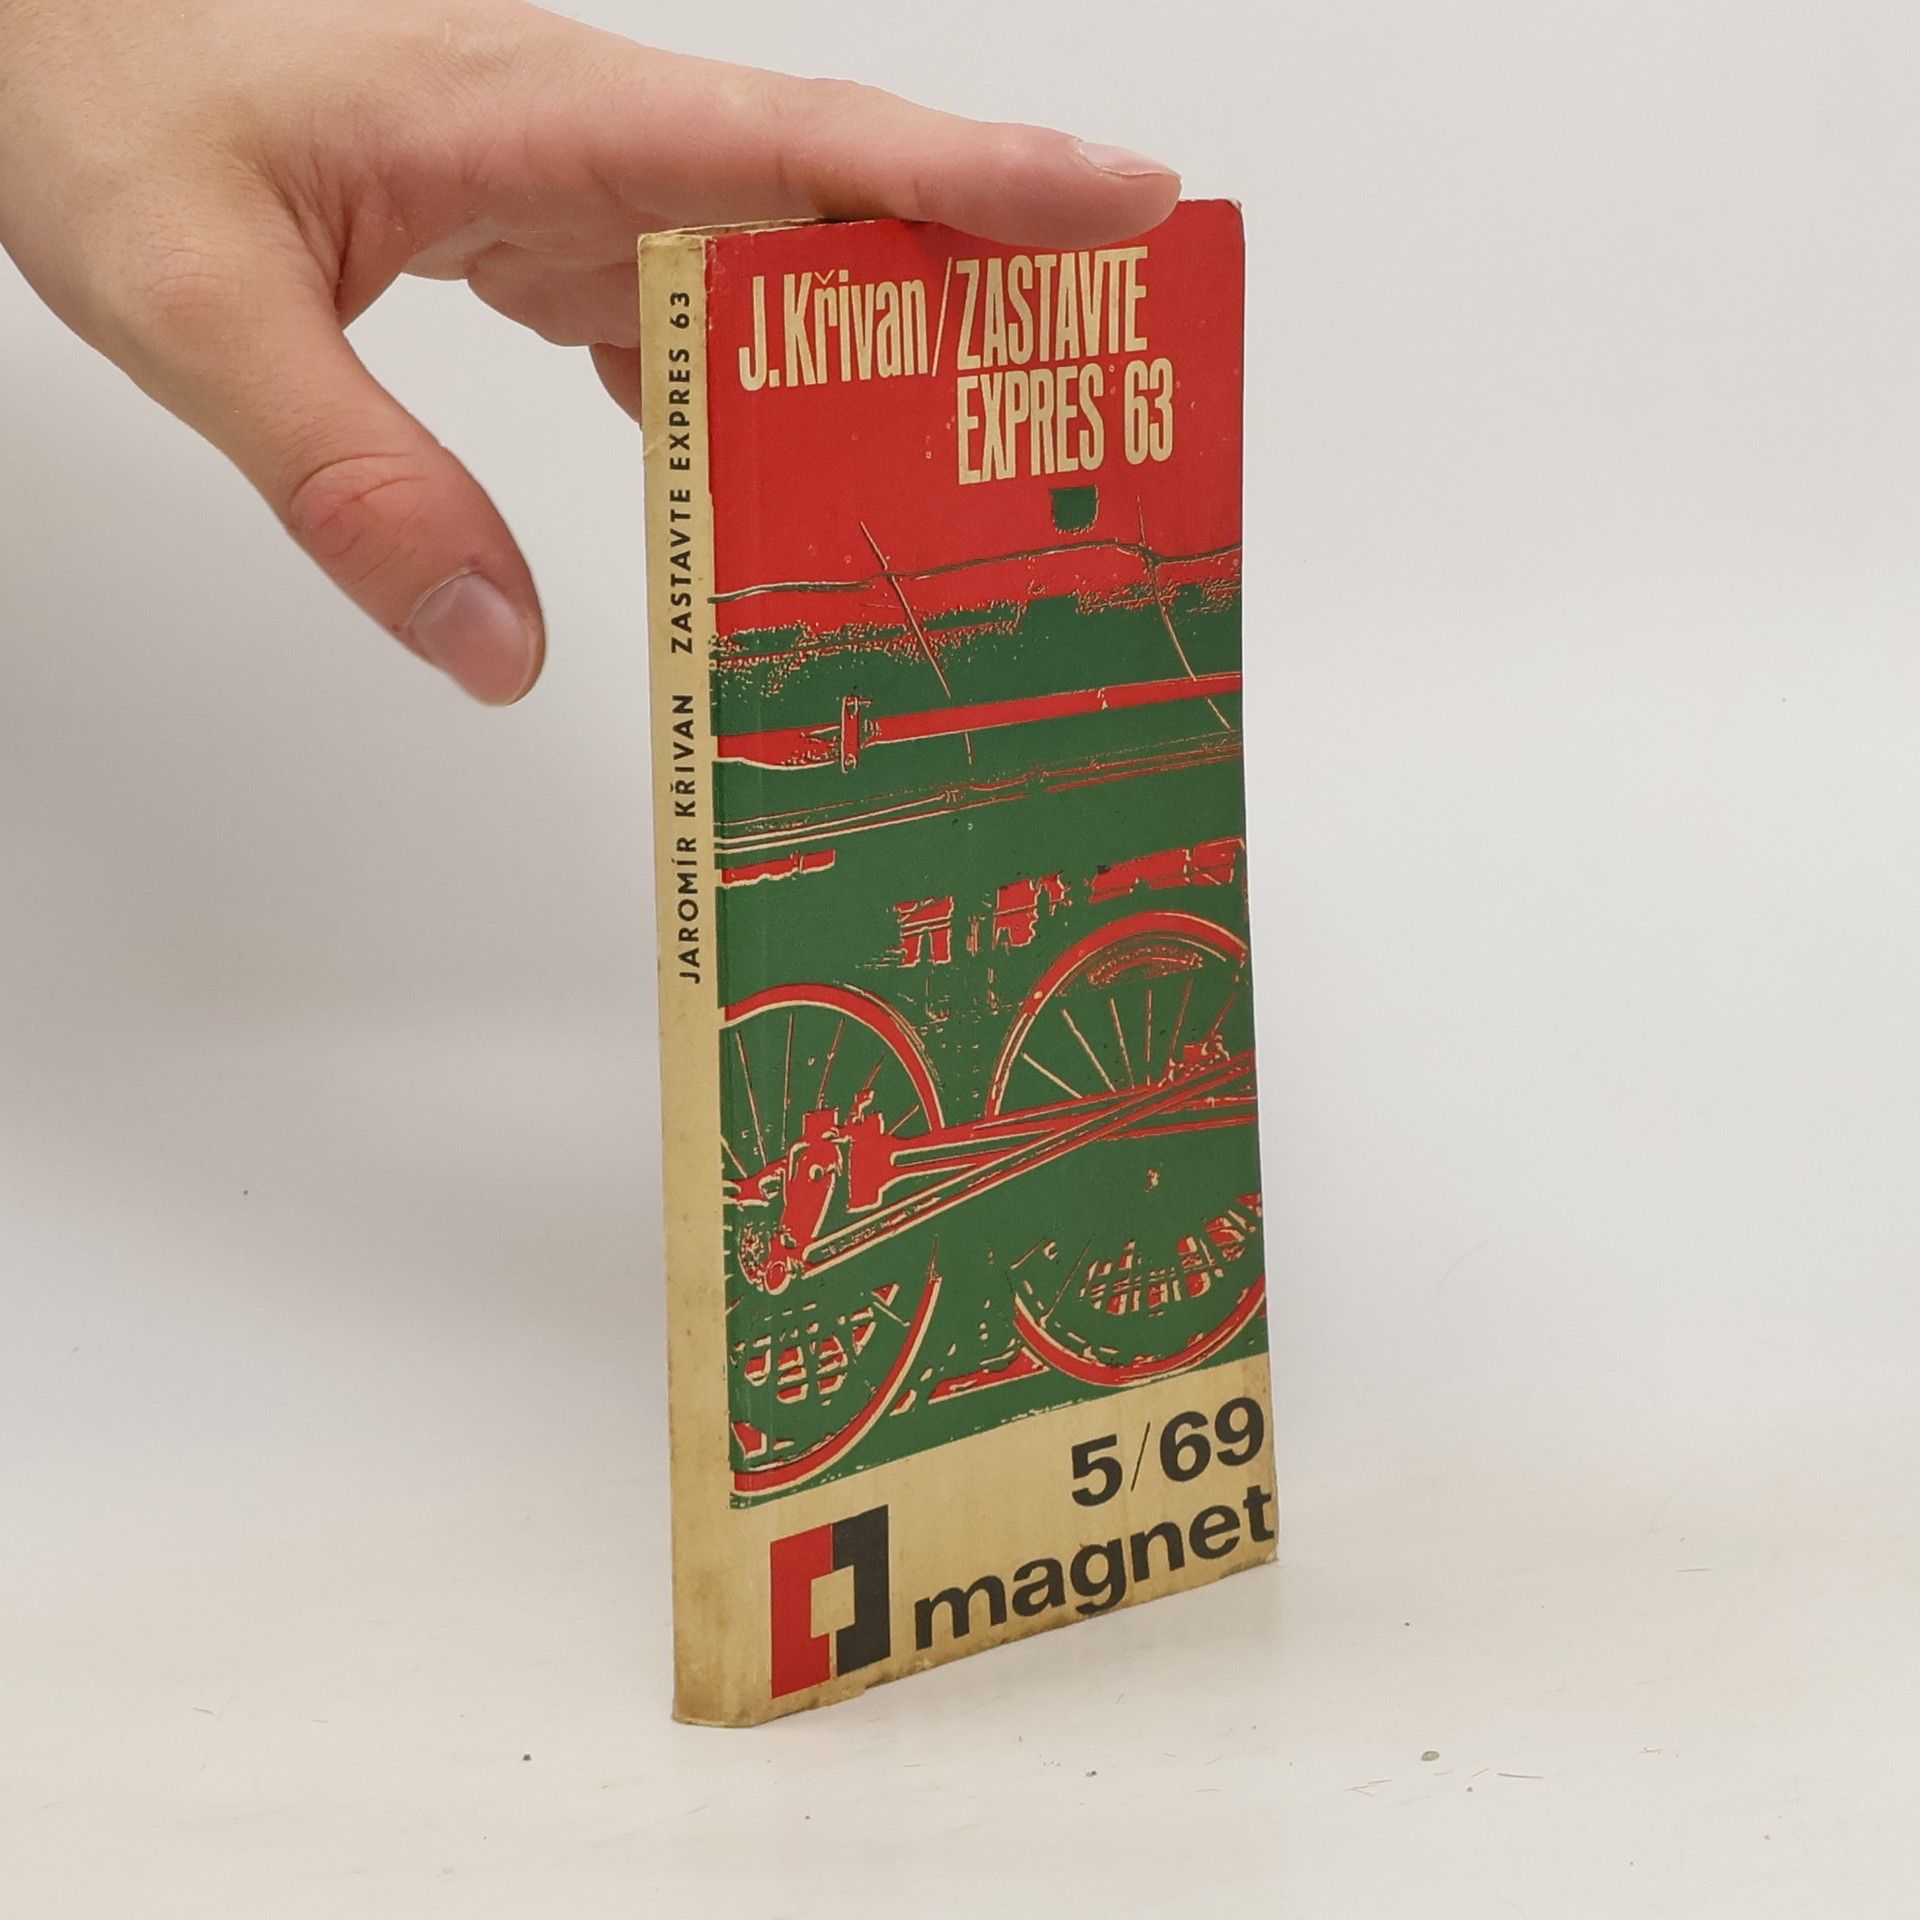 JAROMÍR KŘIVAN ZASTAVTE EXPRES 63
J.Křivan/ZASTAVTE
EXPRES 63
5/69
magnet